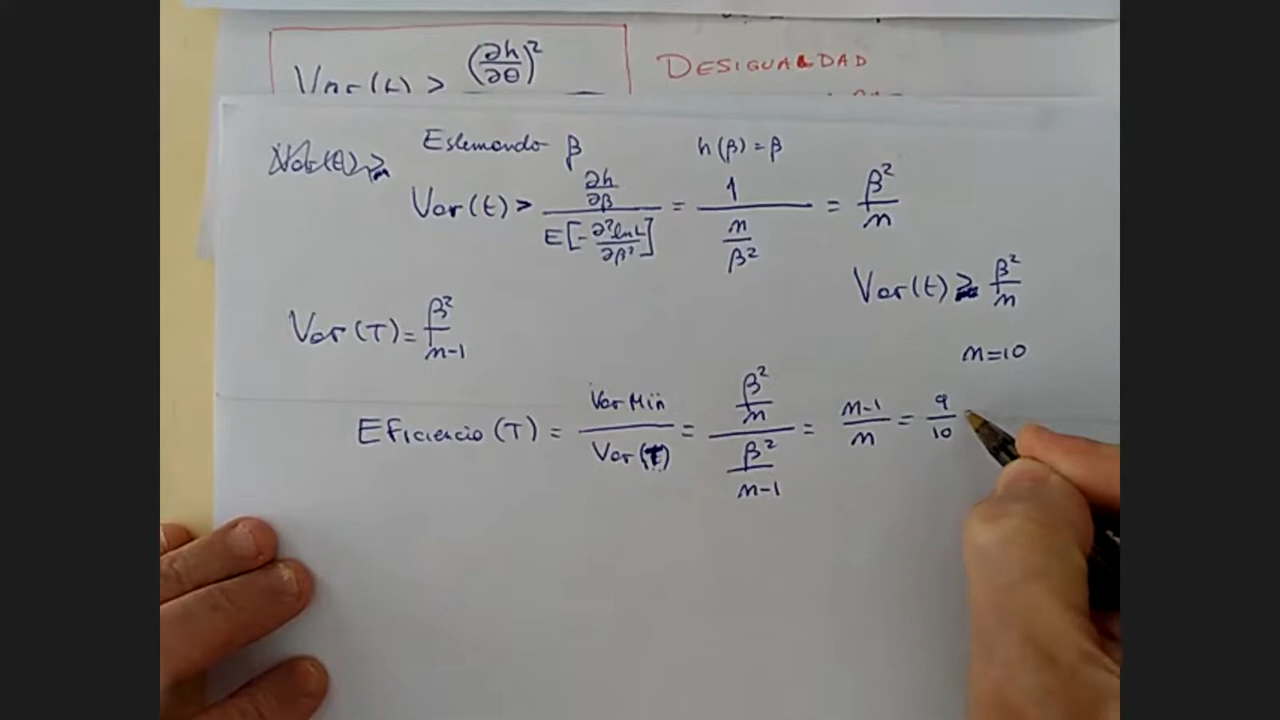 Var(t) > (∂h/∂θ)²
DESIGUALDAD
Estemando β h(β) = β
Var(t) > ∂h/∂β / E[-∂²lnL/∂β²] = 1 / (n/β²) = β²/n
Var(t) ≥ β²/n
Var(T) = β²/n-1
n=10
Eficiencia (T) = Var Min / Var(T) = (β²/n) / (β²/n-1) = n-1/n = 9/10